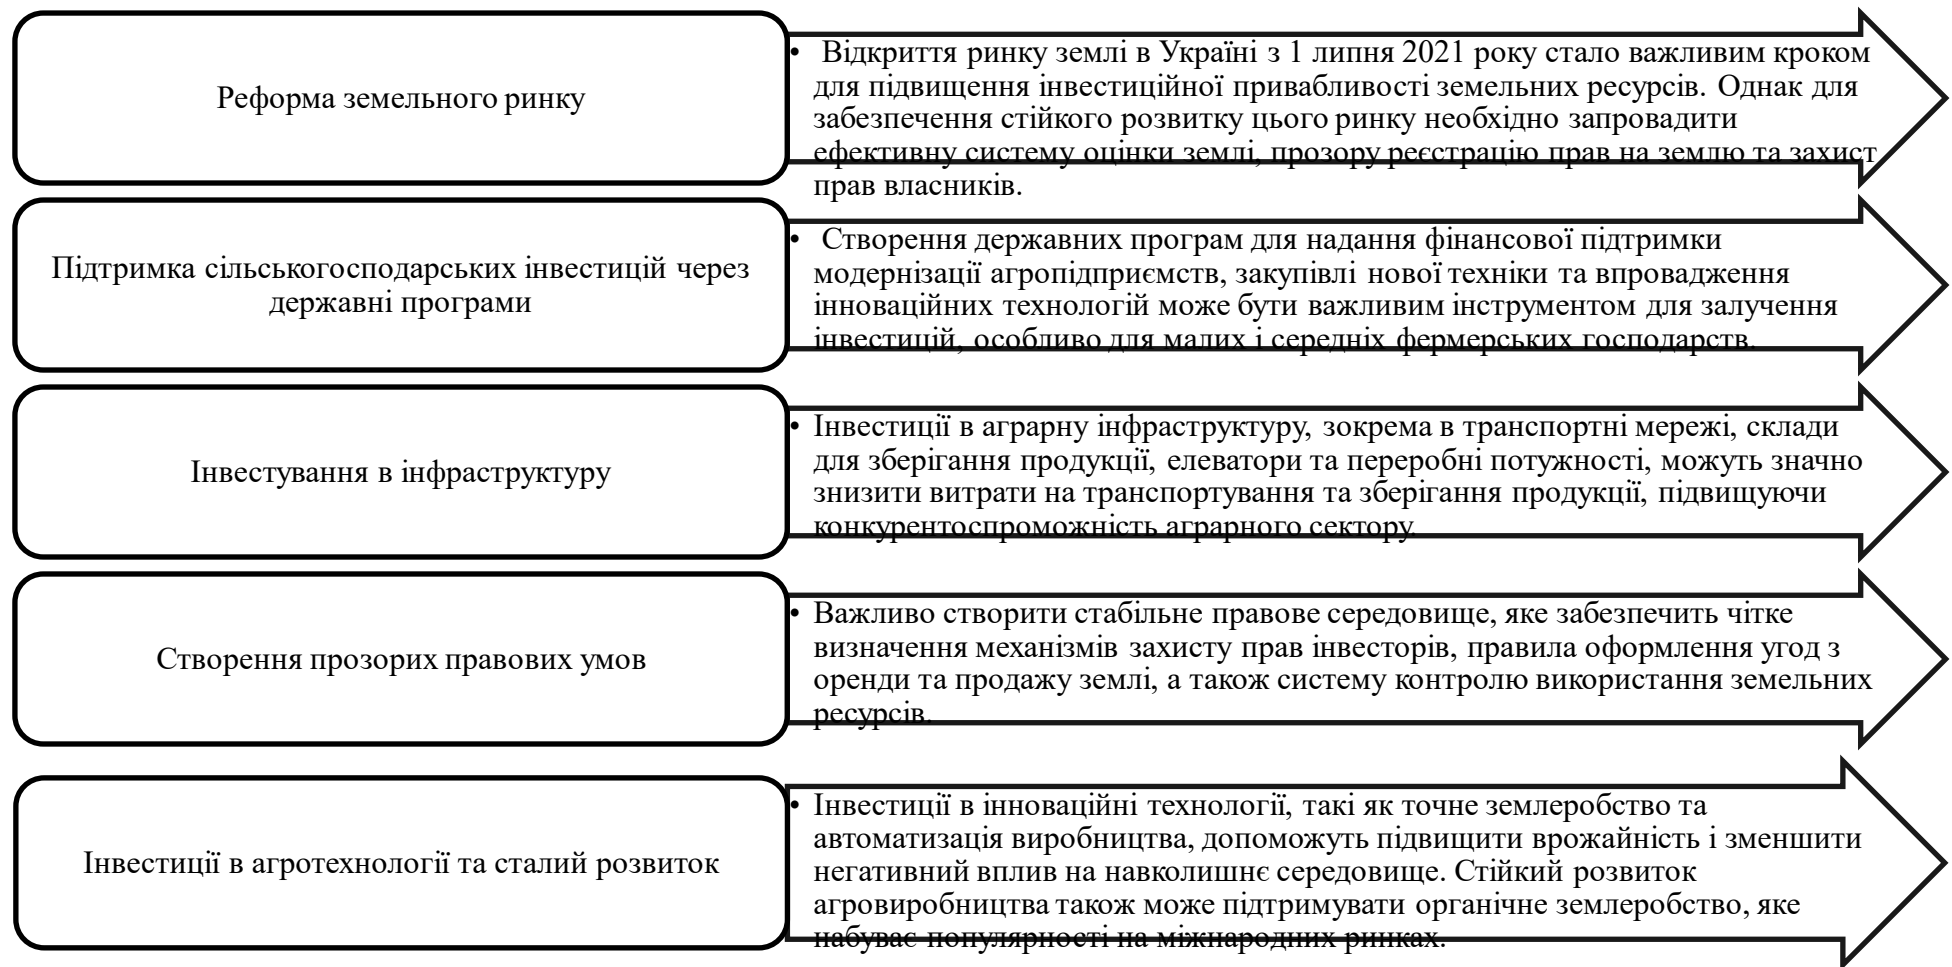 Реформа земельного ринку
• Відкриття ринку землі в Україні з 1 липня 2021 року стало важливим кроком
для підвищення інвестиційної привабливості земельних ресурсів. Однак для
забезпечення стійкого розвитку цього ринку необхідно запровадити
ефективну систему оцінки землі, прозору реєстрацію прав на землю та захист
прав власників.
Підтримка сільськогосподарських інвестицій через
державні програми
• Створення державних програм для надання фінансової підтримки
модернізації агропідприємств, закупівлі нової техніки та впровадження
інноваційних технологій може бути важливим інструментом для залучення
інвестицій, особливо для малих і середніх фермерських господарств.
Інвестування в інфраструктуру
• Інвестиції в аграрну інфраструктуру, зокрема в транспортні мережі, склади
для зберігання продукції, елеватори та переробні потужності, можуть значно
знизити витрати на транспортування та зберігання продукції, підвищуючи
конкурентоспроможність аграрного сектору.
Створення прозорих правових умов
• Важливо створити стабільне правове середовище, яке забезпечить чітке
визначення механізмів захисту прав інвесторів, правила оформлення угод з
оренди та продажу землі, а також систему контролю використання земельних
ресурсів.
Інвестиції в агротехнології та сталий розвиток
• Інвестиції в інноваційні технології, такі як точне землеробство та
автоматизація виробництва, допоможуть підвищити врожайність і зменшити
негативний вплив на навколишнє середовище. Стійкий розвиток
агровиробництва також може підтримувати органічне землеробство, яке
набуває популярності на міжнародних ринках.